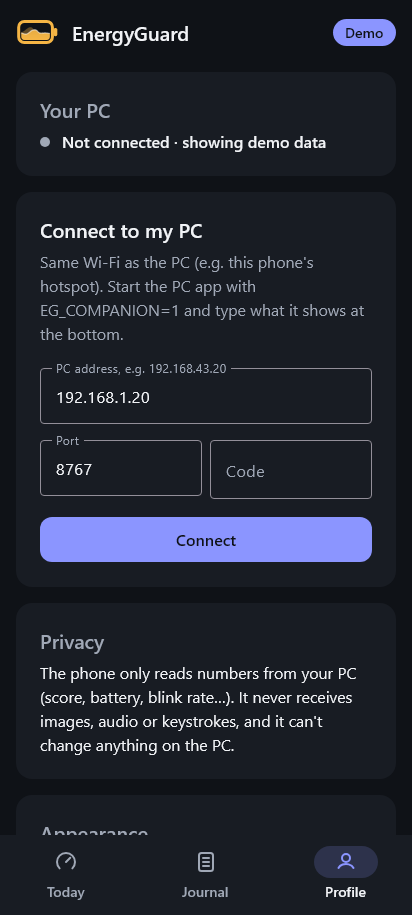 EnergyGuard
Demo
Your PC
Not connected · showing demo data
Connect to my PC
Same Wi-Fi as the PC (e.g. this phone's
hotspot). Start the PC app with
EG_COMPANION=1 and type what it shows at
the bottom.
PC address, e.g. 192.168.43.20
192.168.1.20
Port
8767
Code
Connect
Privacy
The phone only reads numbers from your PC
(score, battery, blink rate…). It never receives
images, audio or keystrokes, and it can't
change anything on the PC.
Appearance
Today
Journal
Profile